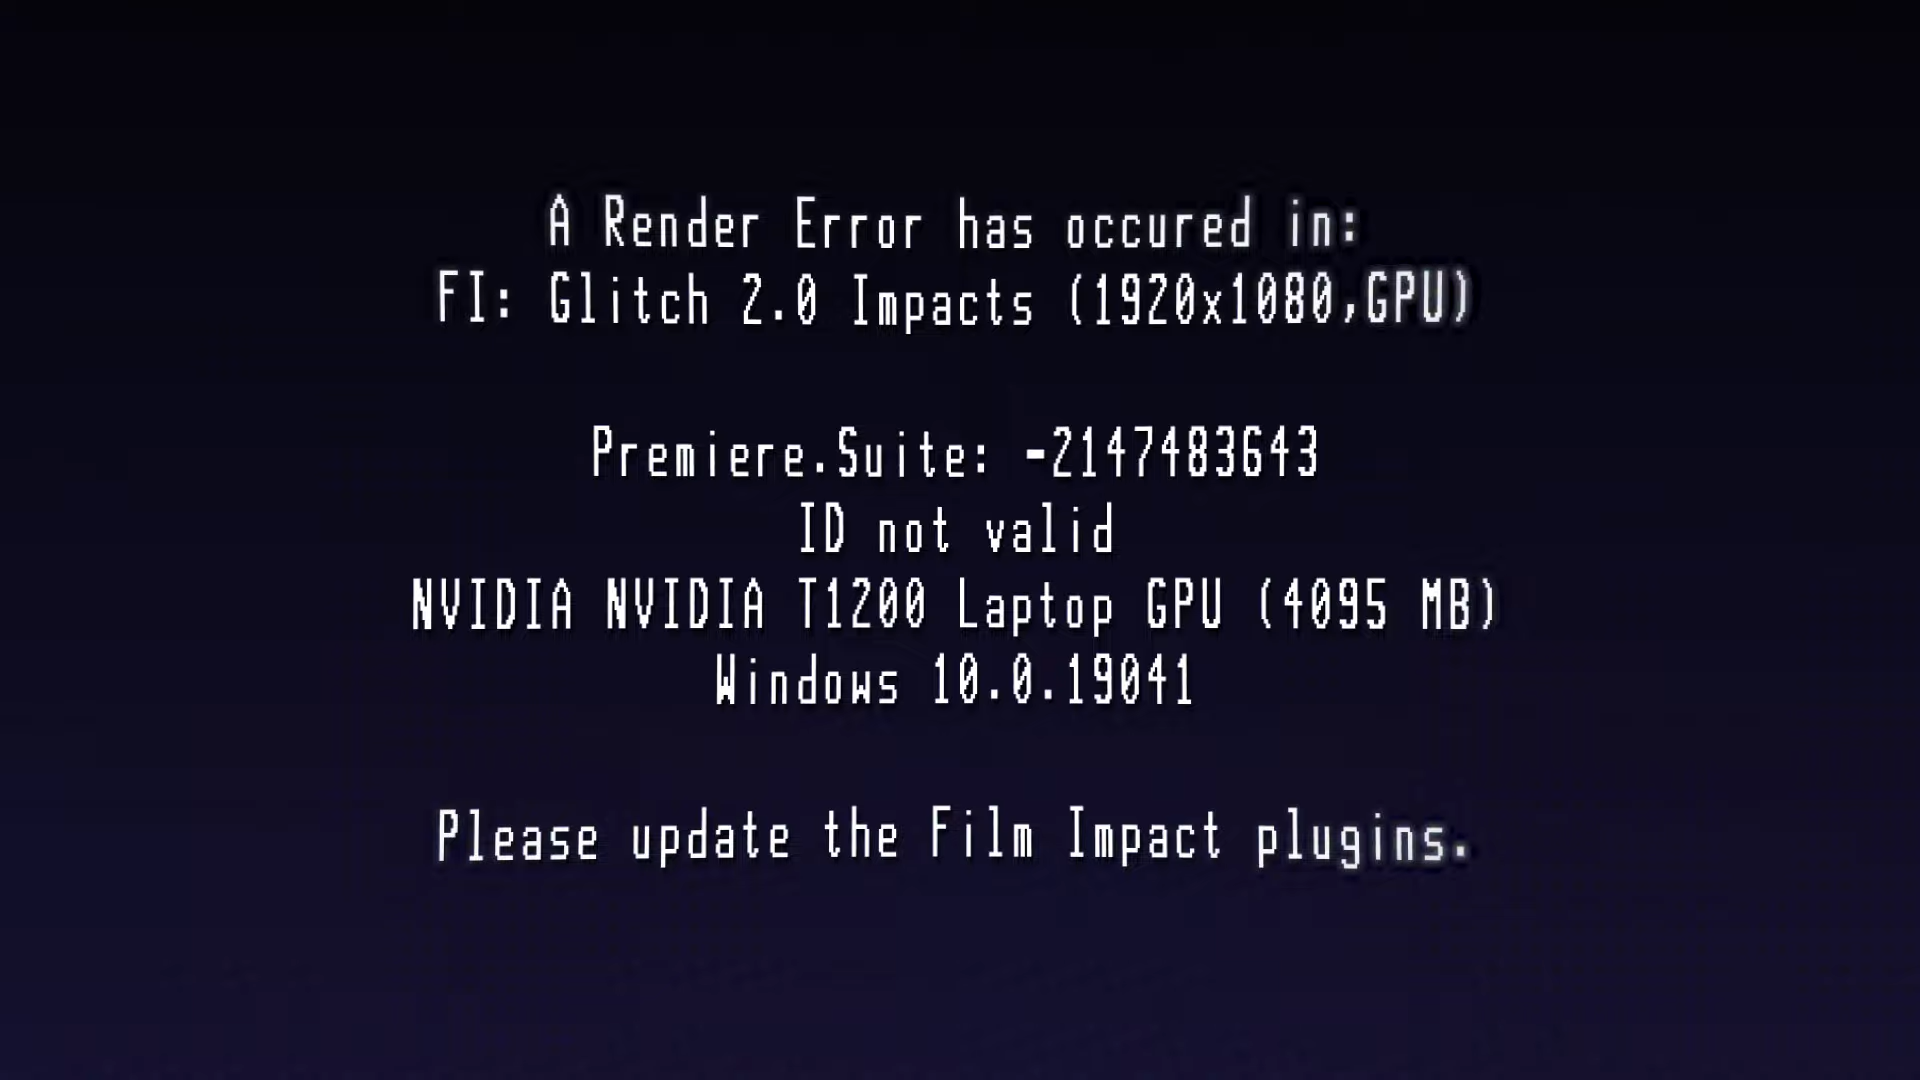 A Render Error has occured in:
FI: Glitch 2.0 Impacts (1920x1080,GPU)
Premiere.Suite: -2147483643
ID not valid
NVIDIA NVIDIA T1200 Laptop GPU (4095 MB)
Windows 10.0.19041
Please update the Film Impact plugins.